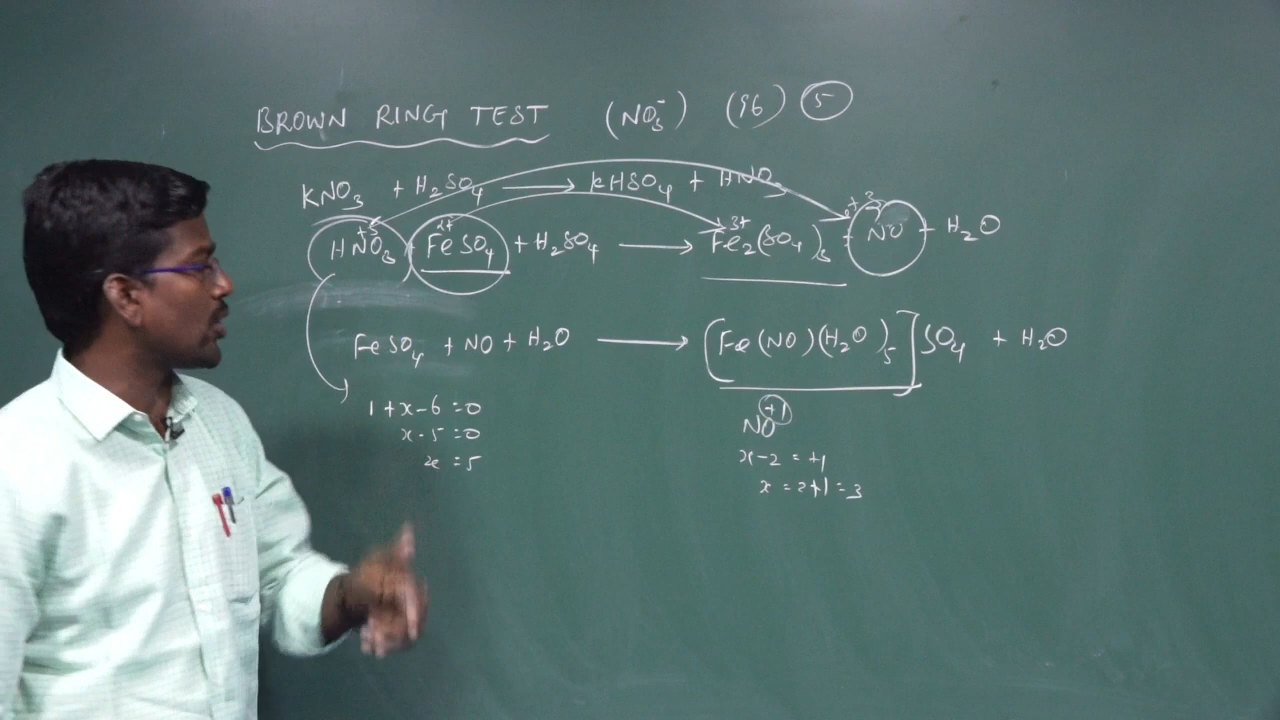 BROWN RING TEST (NO₃⁻) (96) 5
KNO₃ + H₂SO₄ ⟶ KHSO₄ + HNO₃
+5 2+ 3+
HNO₃ + FeSO₄ + H₂SO₄ ⟶ Fe₂(SO₄)₃ + NO + H₂O
FeSO₄ + NO + H₂O ⟶ [Fe(NO)(H₂O)₅]SO₄ + H₂O
1+x-6=0
x-5=0
x=5
NO⁺¹
x-2=+1
x=2+1=3